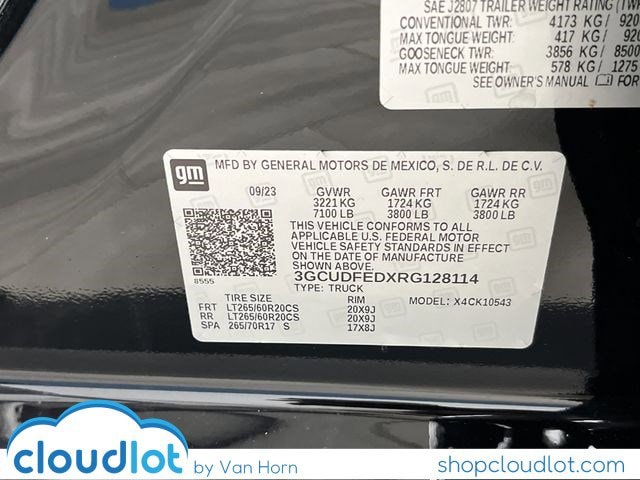 SAE J2807 TRAILER WEIGHT RATING (TWR
CONVENTIONAL TWR: 4173 KG / 920
MAX TONGUE WEIGHT: 417 KG / 920
GOOSENECK TWR: 3856 KG / 8500
MAX TONGUE WEIGHT: 578 KG / 1275
SEE OWNER'S MANUAL FOR
gm
MFD BY GENERAL MOTORS DE MEXICO, S. DE R.L. DE C.V.
09/23 GVWR GAWR FRT GAWR RR
3221 KG 1724 KG 1724 KG
7100 LB 3800 LB 3800 LB
THIS VEHICLE CONFORMS TO ALL
APPLICABLE U.S. FEDERAL MOTOR
VEHICLE SAFETY STANDARDS IN
EFFECT ON THE DATE OF MANUFACTURE
SHOWN ABOVE.
8555
3GCUDFEDXRG128114
TYPE: TRUCK
TIRE SIZE RIM MODEL: X4CK10543
FRT LT265/60R20CS 20X9J
RR LT265/60R20CS 20X9J
SPA 265/70R17 S 17X8J
cloudlot by Van Horn
shopcloudlot.com